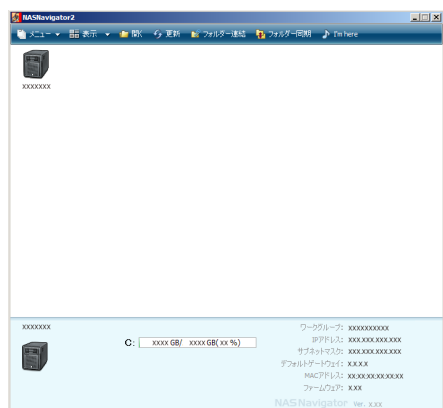 NASNavigator2
メニュー 表示 開く 更新 フォルダー連結 フォルダー同期 I'm here
xxxxxxx
xxxxxxx
C: xxxx GB/ xxxx GB( xx %)
ワークグループ: xxxxxxxxxx
IPアドレス: xxx.xxx.xxx.xxx
サブネットマスク: xxx.xxx.xxx.xxx
デフォルトゲートウェイ: x.x.x.x
MACアドレス: xx:xx:xx:xx:xx:xx
ファームウェア: x.xx
NAS Navigator Ver. x.xx